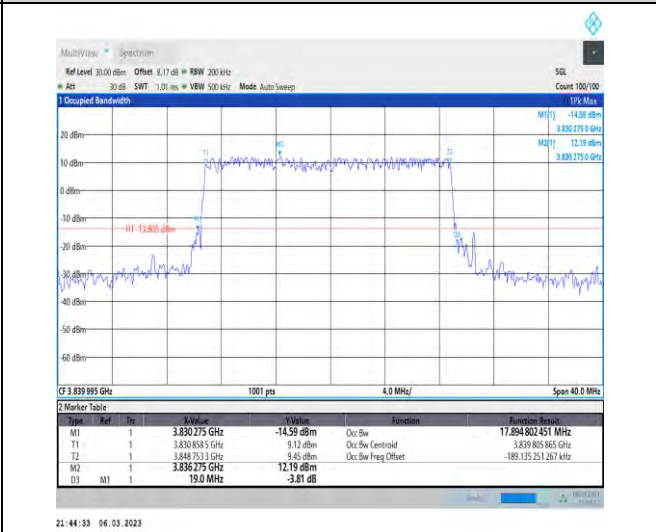 MultiView Spectrum
Ref Level 30.00 dBm Offset 8.17 dB RBW 200 kHz SGL
Att 30 dB SWT 1.01 ms VBW 500 kHz Mode Auto Sweep Count 100/100
1 Occupied Bandwidth 1Pk Max
M1[1] -14.59 dBm
3.830 275 0 GHz
M2[1] 12.19 dBm
3.836 275 0 GHz
20 dBm
M2
T1 T2
10 dBm
0 dBm
-10 dBm
M1
H1 -13.805 dBm
-20 dBm
-30 dBm
-40 dBm
-50 dBm
-60 dBm
CF 3.839 995 GHz 1001 pts 4.0 MHz/ Span 40.0 MHz
2 Marker Table
Type Ref Trc X-Value Y-Value Function Function Result
M1 1 3.830 275 GHz -14.59 dBm Occ Bw 17.894 802 451 MHz
T1 1 3.830 858 5 GHz 9.12 dBm Occ Bw Centroid 3.839 805 865 GHz
T2 1 3.848 753 3 GHz 9.45 dBm Occ Bw Freq Offset -189.135 251 267 kHz
M2 1 3.836 275 GHz 12.19 dBm
D3 M1 1 19.0 MHz -3.81 dB
21:44:33 06.03.2023